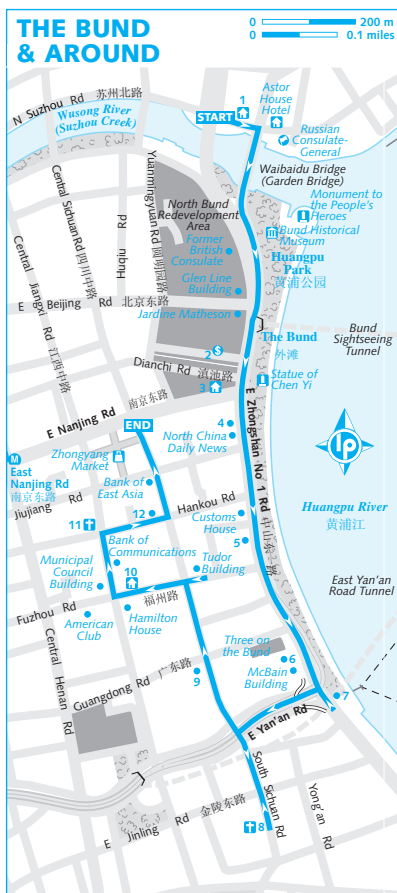 THE BUND
& AROUND
0 200 m
0 0.1 miles
N Suzhou Rd 苏州北路
Wusong River
(Suzhou Creek)
START
1
Astor
House
Hotel
Russian
Consulate-
General
Waibaidu Bridge
(Garden Bridge)
Monument to
the People's
Heroes
Bund Historical
Museum
Huangpu
Park
黄浦公园
Central Sichuan Rd 四川中路
Huqiu Rd
Yuanmingyuan Rd 圆明园路
North Bund
Redevelopment
Area
Former
British
Consulate
Glen Line
Building
Central Jiangxi Rd 江西中路
E Beijing Rd 北京东路
Jardine Matheson
The Bund
外滩
Bund
Sightseeing
Tunnel
2
$
Dianchi Rd 滇池路
3
Statue of
Chen Yi
E Nanjing Rd 南京东路
END
4
North China
Daily News
E Zhongshan No 1 Rd 中山东一路
lp
M
East
Nanjing Rd
南京东路
Zhongyang
Market
Bank of
East Asia
Jiujiang Rd
Hankou Rd
Huangpu River
黄浦江
11
12
Customs
House
5
Bank of
Communications
Municipal
Council
Building
10
Tudor
Building
East Yan'an
Road Tunnel
Fuzhou Rd 福州路
American
Club
Hamilton
House
Three on
the Bund
6
McBain
Building
Central Henan Rd
Guangdong Rd 广东路
9
7
E Yan'an Rd
South Sichuan Rd
Yong'an Rd
E Jinling Rd 金陵东路
8